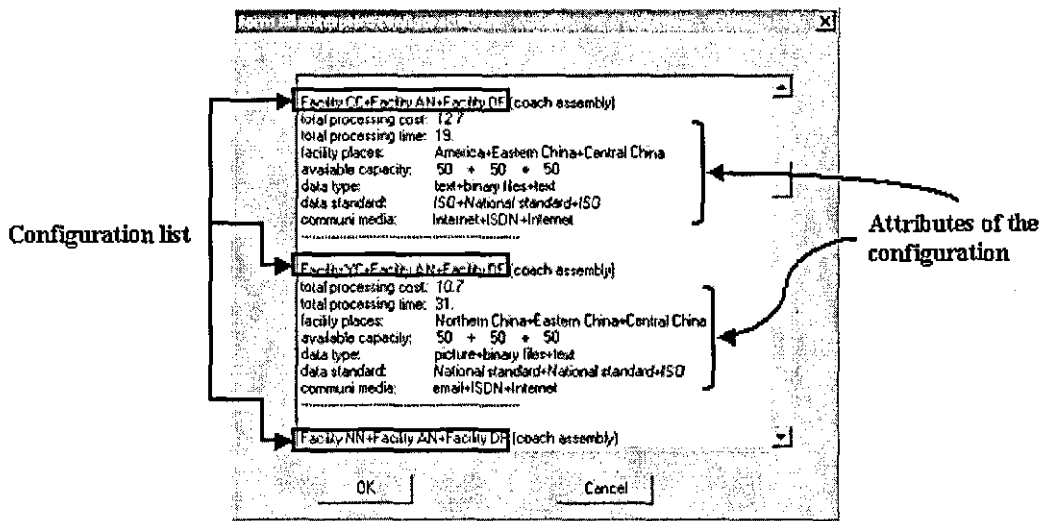 Facility CC+Facility AN+Facility DF (coach assembly)
total processing cost: 12.7
total processing time: 19.
facility places: America+Eastern China+Central China
available capacity: 50 + 50 + 50
data type: text+binary files+text
data standard: ISO+National standard+ISO
communi media: Internet+ISDN+Internet
Configuration list
Attributes of the
configuration
Facility YC+Facility AN+Facility DF (coach assembly)
total processing cost: 10.7
total processing time: 31.
facility places: Northern China+Eastern China+Central China
available capacity: 50 + 50 + 50
data type: picture+binary files+text
data standard: National standard+National standard+ISO
communi media: email+ISDN+Internet
Facility NN+Facility AN+Facility DF (coach assembly)
OK Cancel